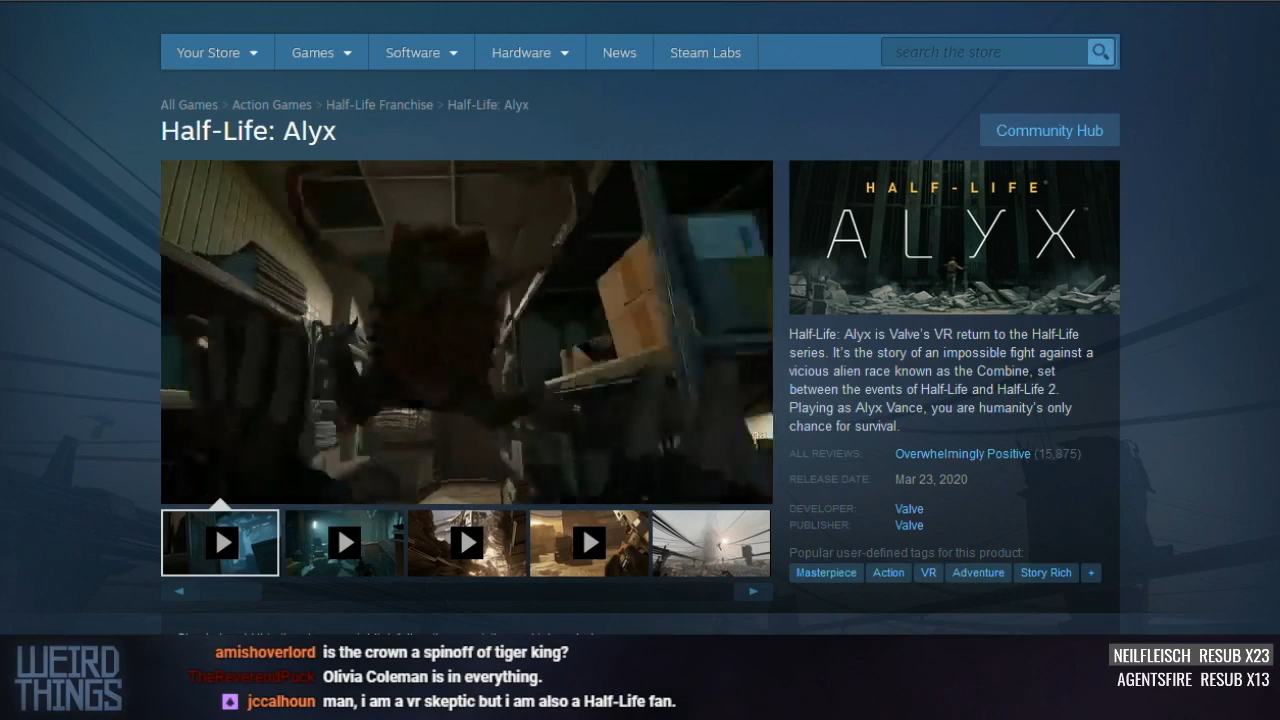 Your Store Games Software Hardware News Steam Labs search the store
All Games > Action Games > Half-Life Franchise > Half-Life: Alyx
Half-Life: Alyx
Community Hub
HALF-LIFE
ALYX
Half-Life: Alyx is Valve's VR return to the Half-Life
series. It's the story of an impossible fight against a
vicious alien race known as the Combine, set
between the events of Half-Life and Half-Life 2.
Playing as Alyx Vance, you are humanity's only
chance for survival.
ALL REVIEWS: Overwhelmingly Positive (15,875)
RELEASE DATE: Mar 23, 2020
DEVELOPER: Valve
PUBLISHER: Valve
Popular user-defined tags for this product:
Masterpiece Action VR Adventure Story Rich +
WEIRD
THINGS
amishoverlord is the crown a spinoff of tiger king?
TheReverendPuck Olivia Coleman is in everything.
jccalhoun man, i am a vr skeptic but i am also a Half-Life fan.
NEILFLEISCH RESUB X23
AGENTSFIRE RESUB X13